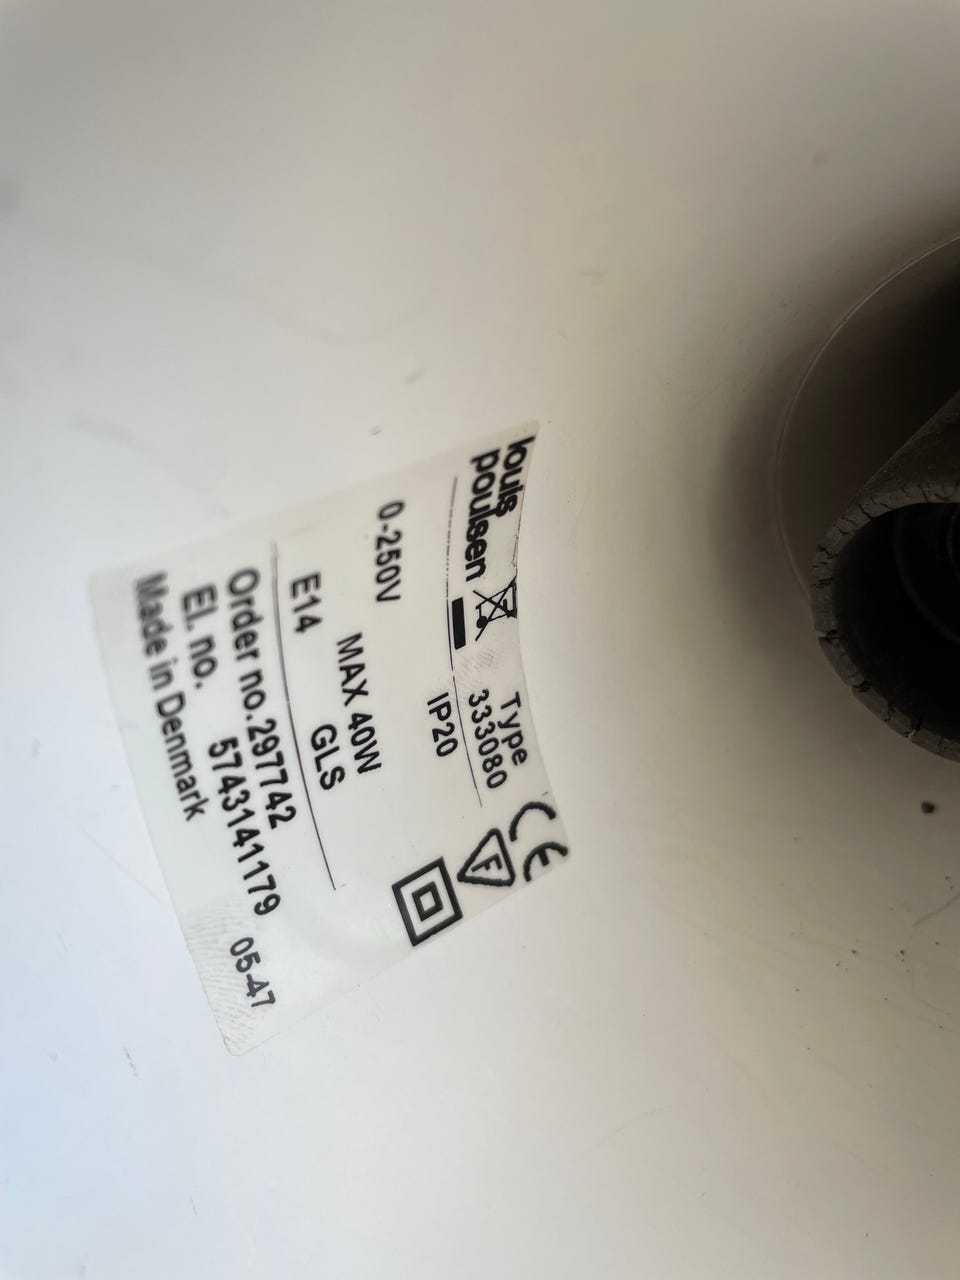 louis
poulsen
Type
333080
CE
F
IP20
0-250V
MAX 40W
E14 GLS
Order no.297742
El. no. 5743141179
Made in Denmark 05-47